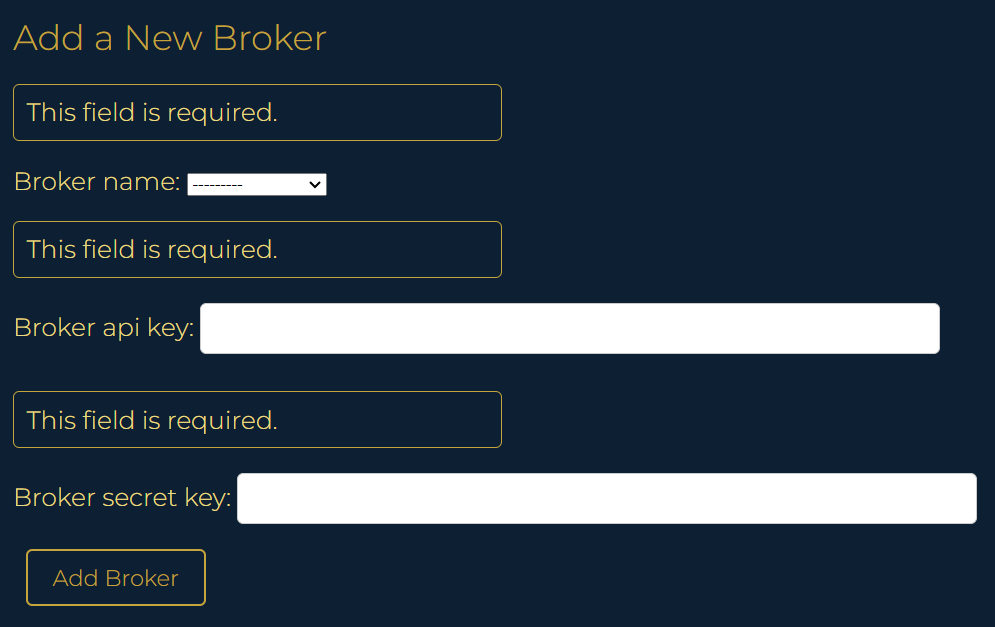 Add a New Broker
This field is required.
Broker name: ---------
This field is required.
Broker api key:
This field is required.
Broker secret key:
Add Broker